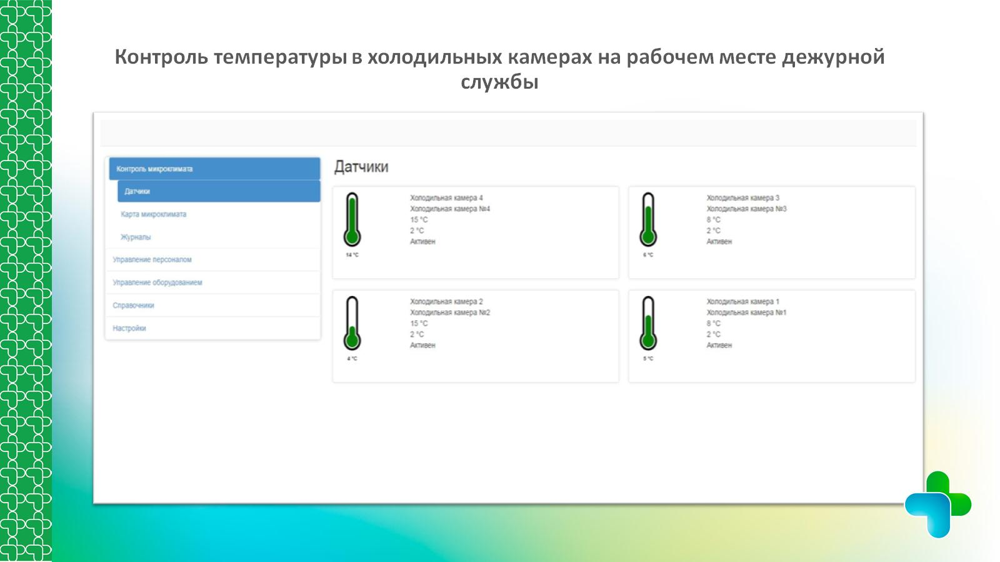 Контроль температуры в холодильных камерах на рабочем месте дежурной
службы
Контроль микроклимата
Датчики
Карта микроклимата
Журналы
Управление персоналом
Управление оборудованием
Справочники
Настройки
Датчики
Холодильная камера 4
Холодильная камера №4
15 °C
2 °C
Активен
14 °C
Холодильная камера 3
Холодильная камера №3
8 °C
2 °C
Активен
6 °C
Холодильная камера 2
Холодильная камера №2
15 °C
2 °C
Активен
4 °C
Холодильная камера 1
Холодильная камера №1
8 °C
2 °C
Активен
5 °C